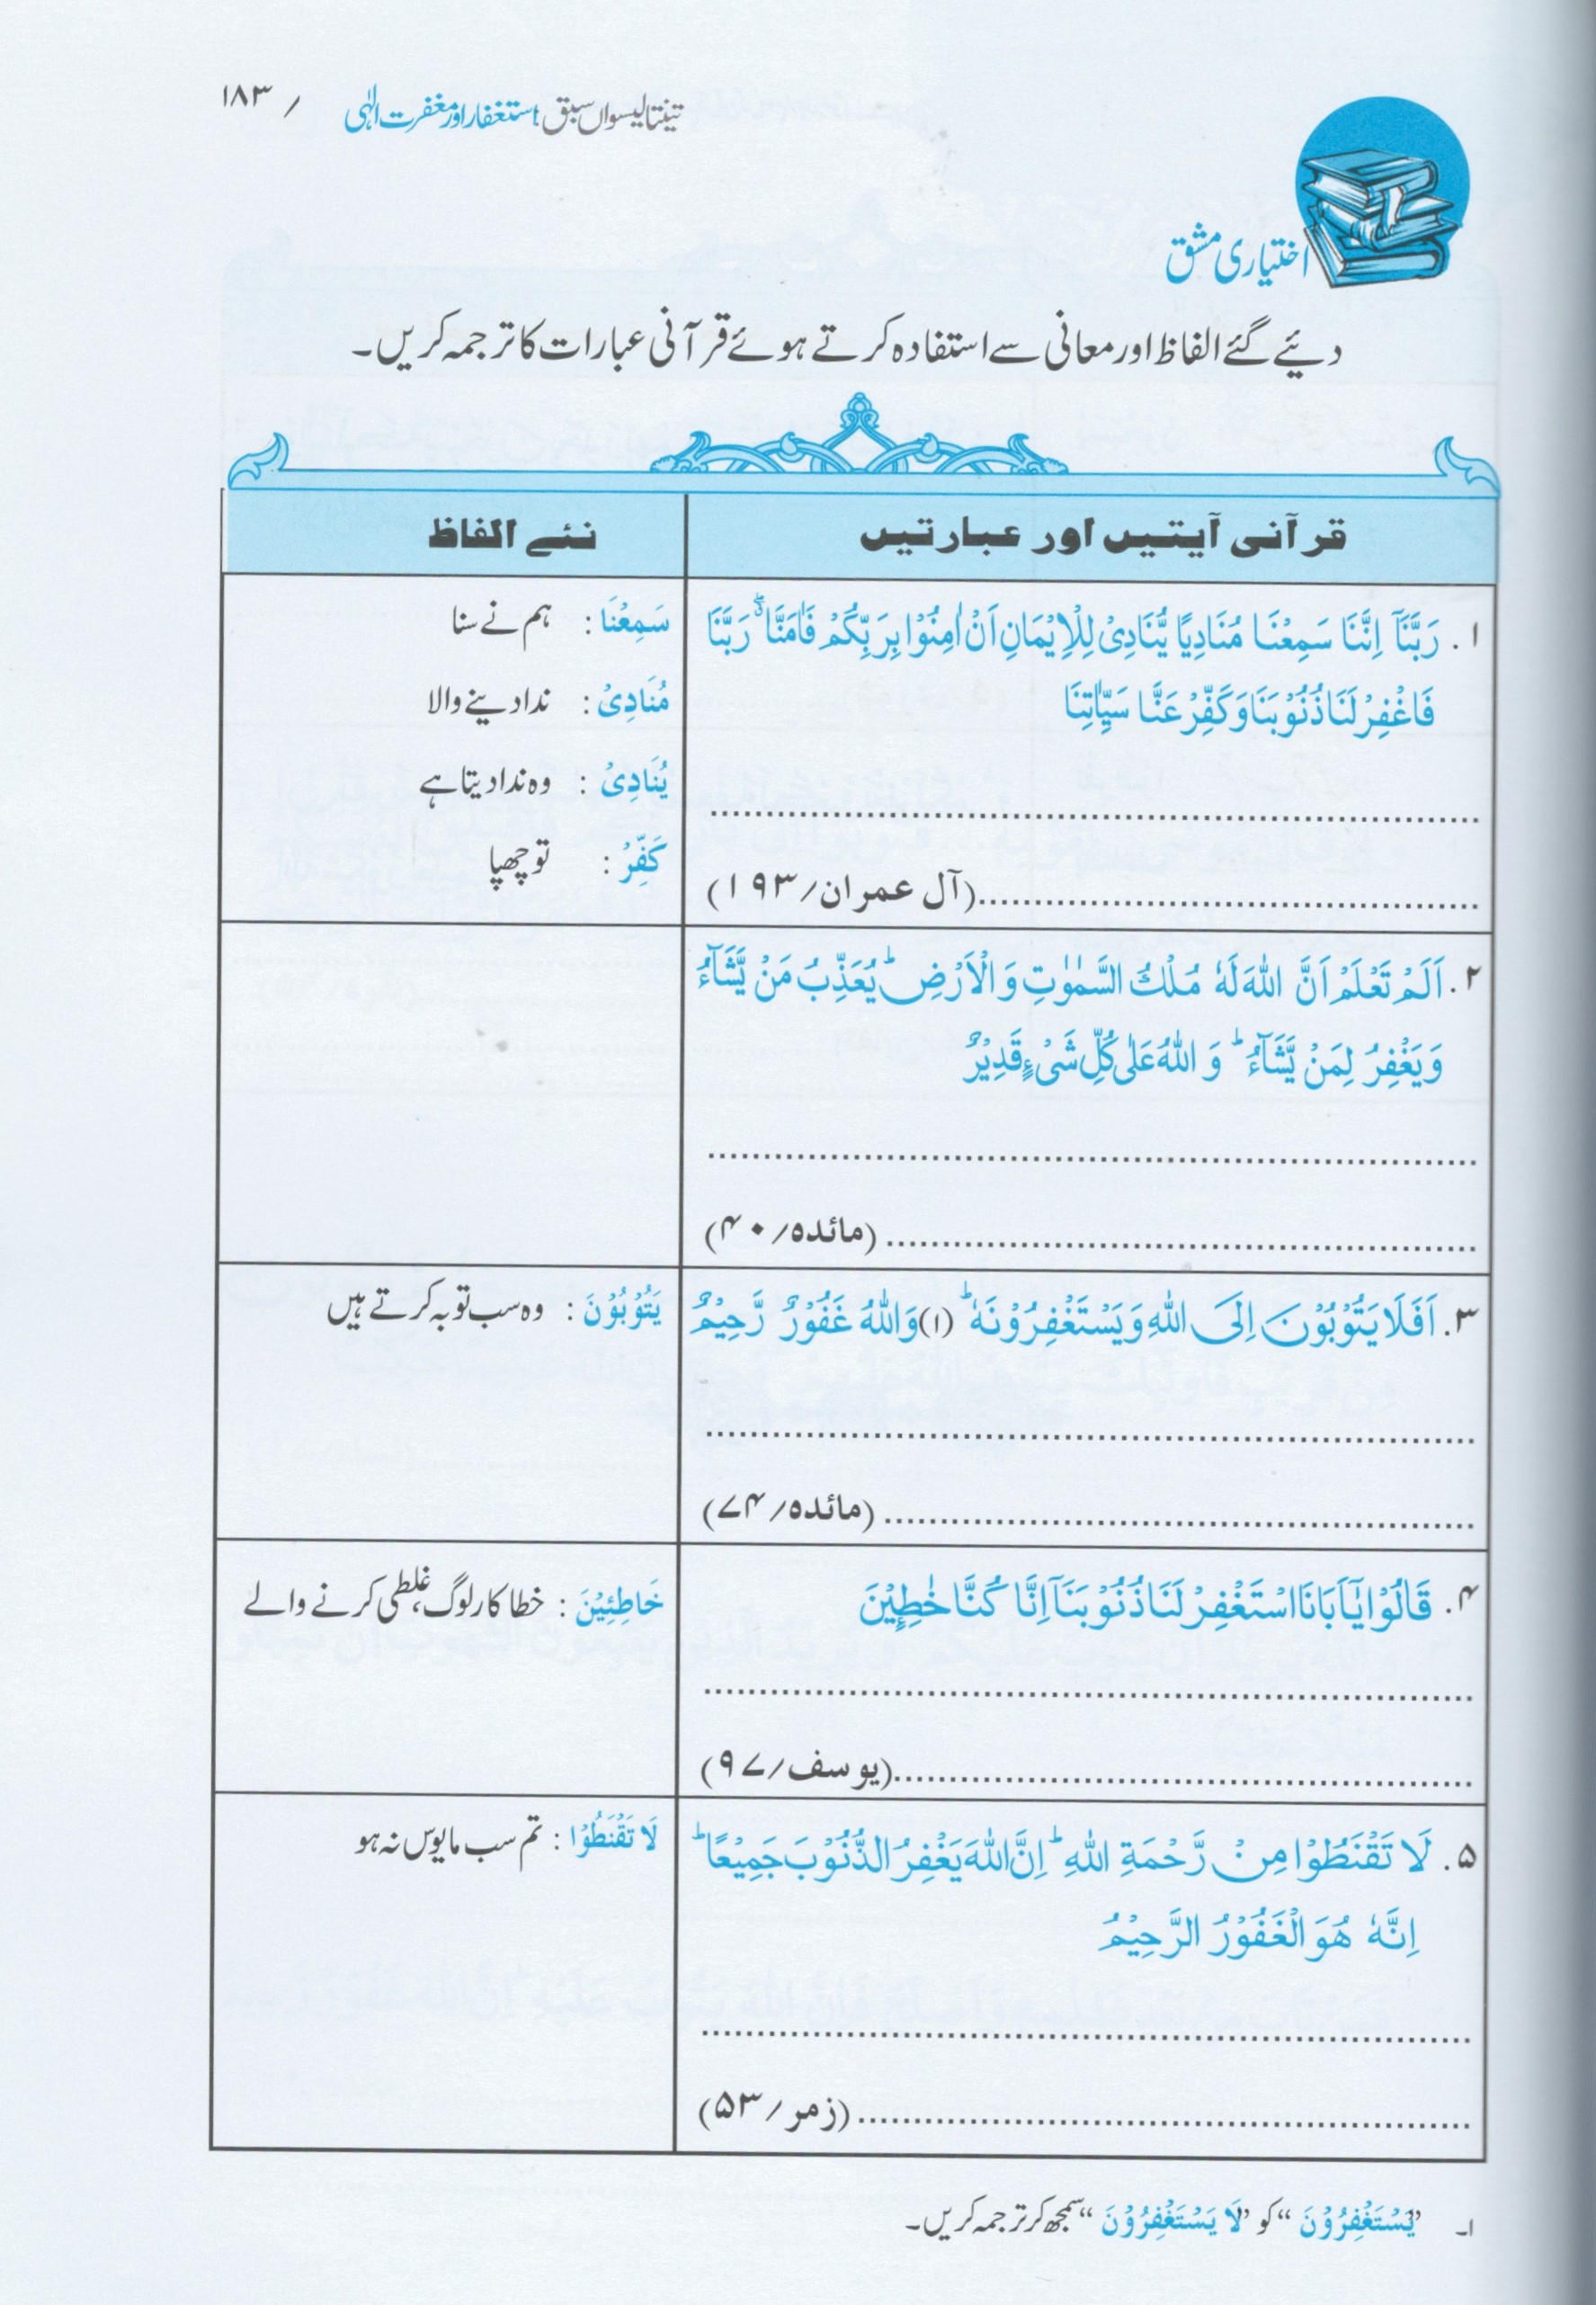 تینتالیسواں سبق استغفار اور مغفرت الٰہی / ۱۸۳
اختیاری مشق
دیئے گئے الفاظ اور معانی سے استفادہ کرتے ہوئے قرآنی عبارات کا ترجمہ کریں۔
قرآنی آیتیں اور عبارتیں
نئے الفاظ
۱. رَبَّنَآ اِنَّنَا سَمِعْنَا مُنَادِيًا يُّنَادِىْ لِلْاِيْمَانِ اَنْ اٰمِنُوْا بِرَبِّكُمْ فَاٰمَنَّا ۖ رَبَّنَا
فَاغْفِرْ لَنَا ذُنُوْبَنَا وَكَفِّرْ عَنَّا سَيِّاٰتِنَا
..........(آل عمران/۱۹۳)
سَمِعْنَا : ہم نے سنا
مُنَادِىْ : ندا دینے والا
يُنَادِىْ : وہ ندا دیتا ہے
كَفِّرْ : تو چھپا
۲. اَلَمْ تَعْلَمْ اَنَّ اللّٰهَ لَهٗ مُلْكُ السَّمٰوٰتِ وَ الْاَرْضِ ؕ يُعَذِّبُ مَنْ يَّشَآءُ
وَ يَغْفِرُ لِمَنْ يَّشَآءُ ؕ وَ اللّٰهُ عَلٰى كُلِّ شَىْءٍ قَدِيْرٌ
..........(مائدہ/۴۰)
۳. اَفَلَا يَتُوْبُوْنَ اِلَى اللّٰهِ وَ يَسْتَغْفِرُوْنَهٗ ؕ (۱) وَاللّٰهُ غَفُوْرٌ رَّحِيْمٌ
..........(مائدہ/۷۴)
يَتُوْبُوْنَ : وہ سب توبہ کرتے ہیں
۴. قَالُوْا يٰٓاَبَانَا اسْتَغْفِرْ لَنَا ذُنُوْبَنَآ اِنَّا كُنَّا خٰطِئِيْنَ
..........(یوسف/۹۷)
خَاطِئِيْنَ : خطا کار لوگ، غلطی کرنے والے
۵. لَا تَقْنَطُوْا مِنْ رَّحْمَةِ اللّٰهِ ؕ اِنَّ اللّٰهَ يَغْفِرُ الذُّنُوْبَ جَمِيْعًا ؕ
اِنَّهٗ هُوَ الْغَفُوْرُ الرَّحِيْمُ
..........(زمر/۵۳)
لَا تَقْنَطُوْا : تم سب مایوس نہ ہو
۱۔ ”يَسْتَغْفِرُوْنَ“ کو ”لَا يَسْتَغْفِرُوْنَ“ سمجھ کر ترجمہ کریں۔